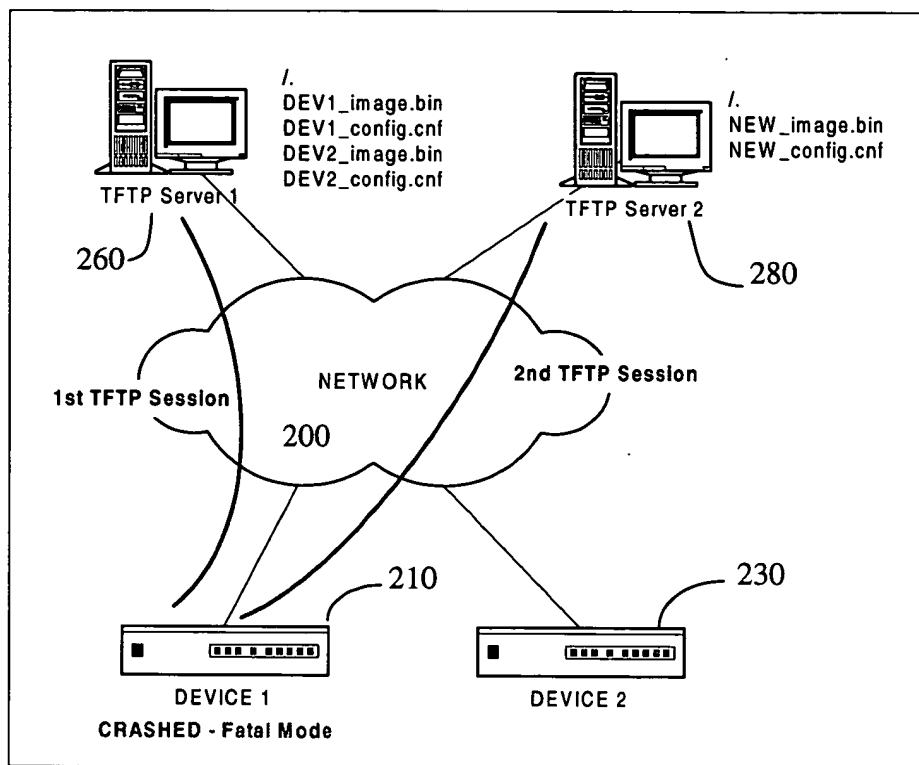 /.
DEV1_image.bin
DEV1_config.cnf
DEV2_image.bin
DEV2_config.cnf
TFTP Server 1
260
/.
NEW_image.bin
NEW_config.cnf
TFTP Server 2
280
1st TFTP Session
NETWORK
2nd TFTP Session
200
210
230
DEVICE 1
CRASHED - Fatal Mode
DEVICE 2